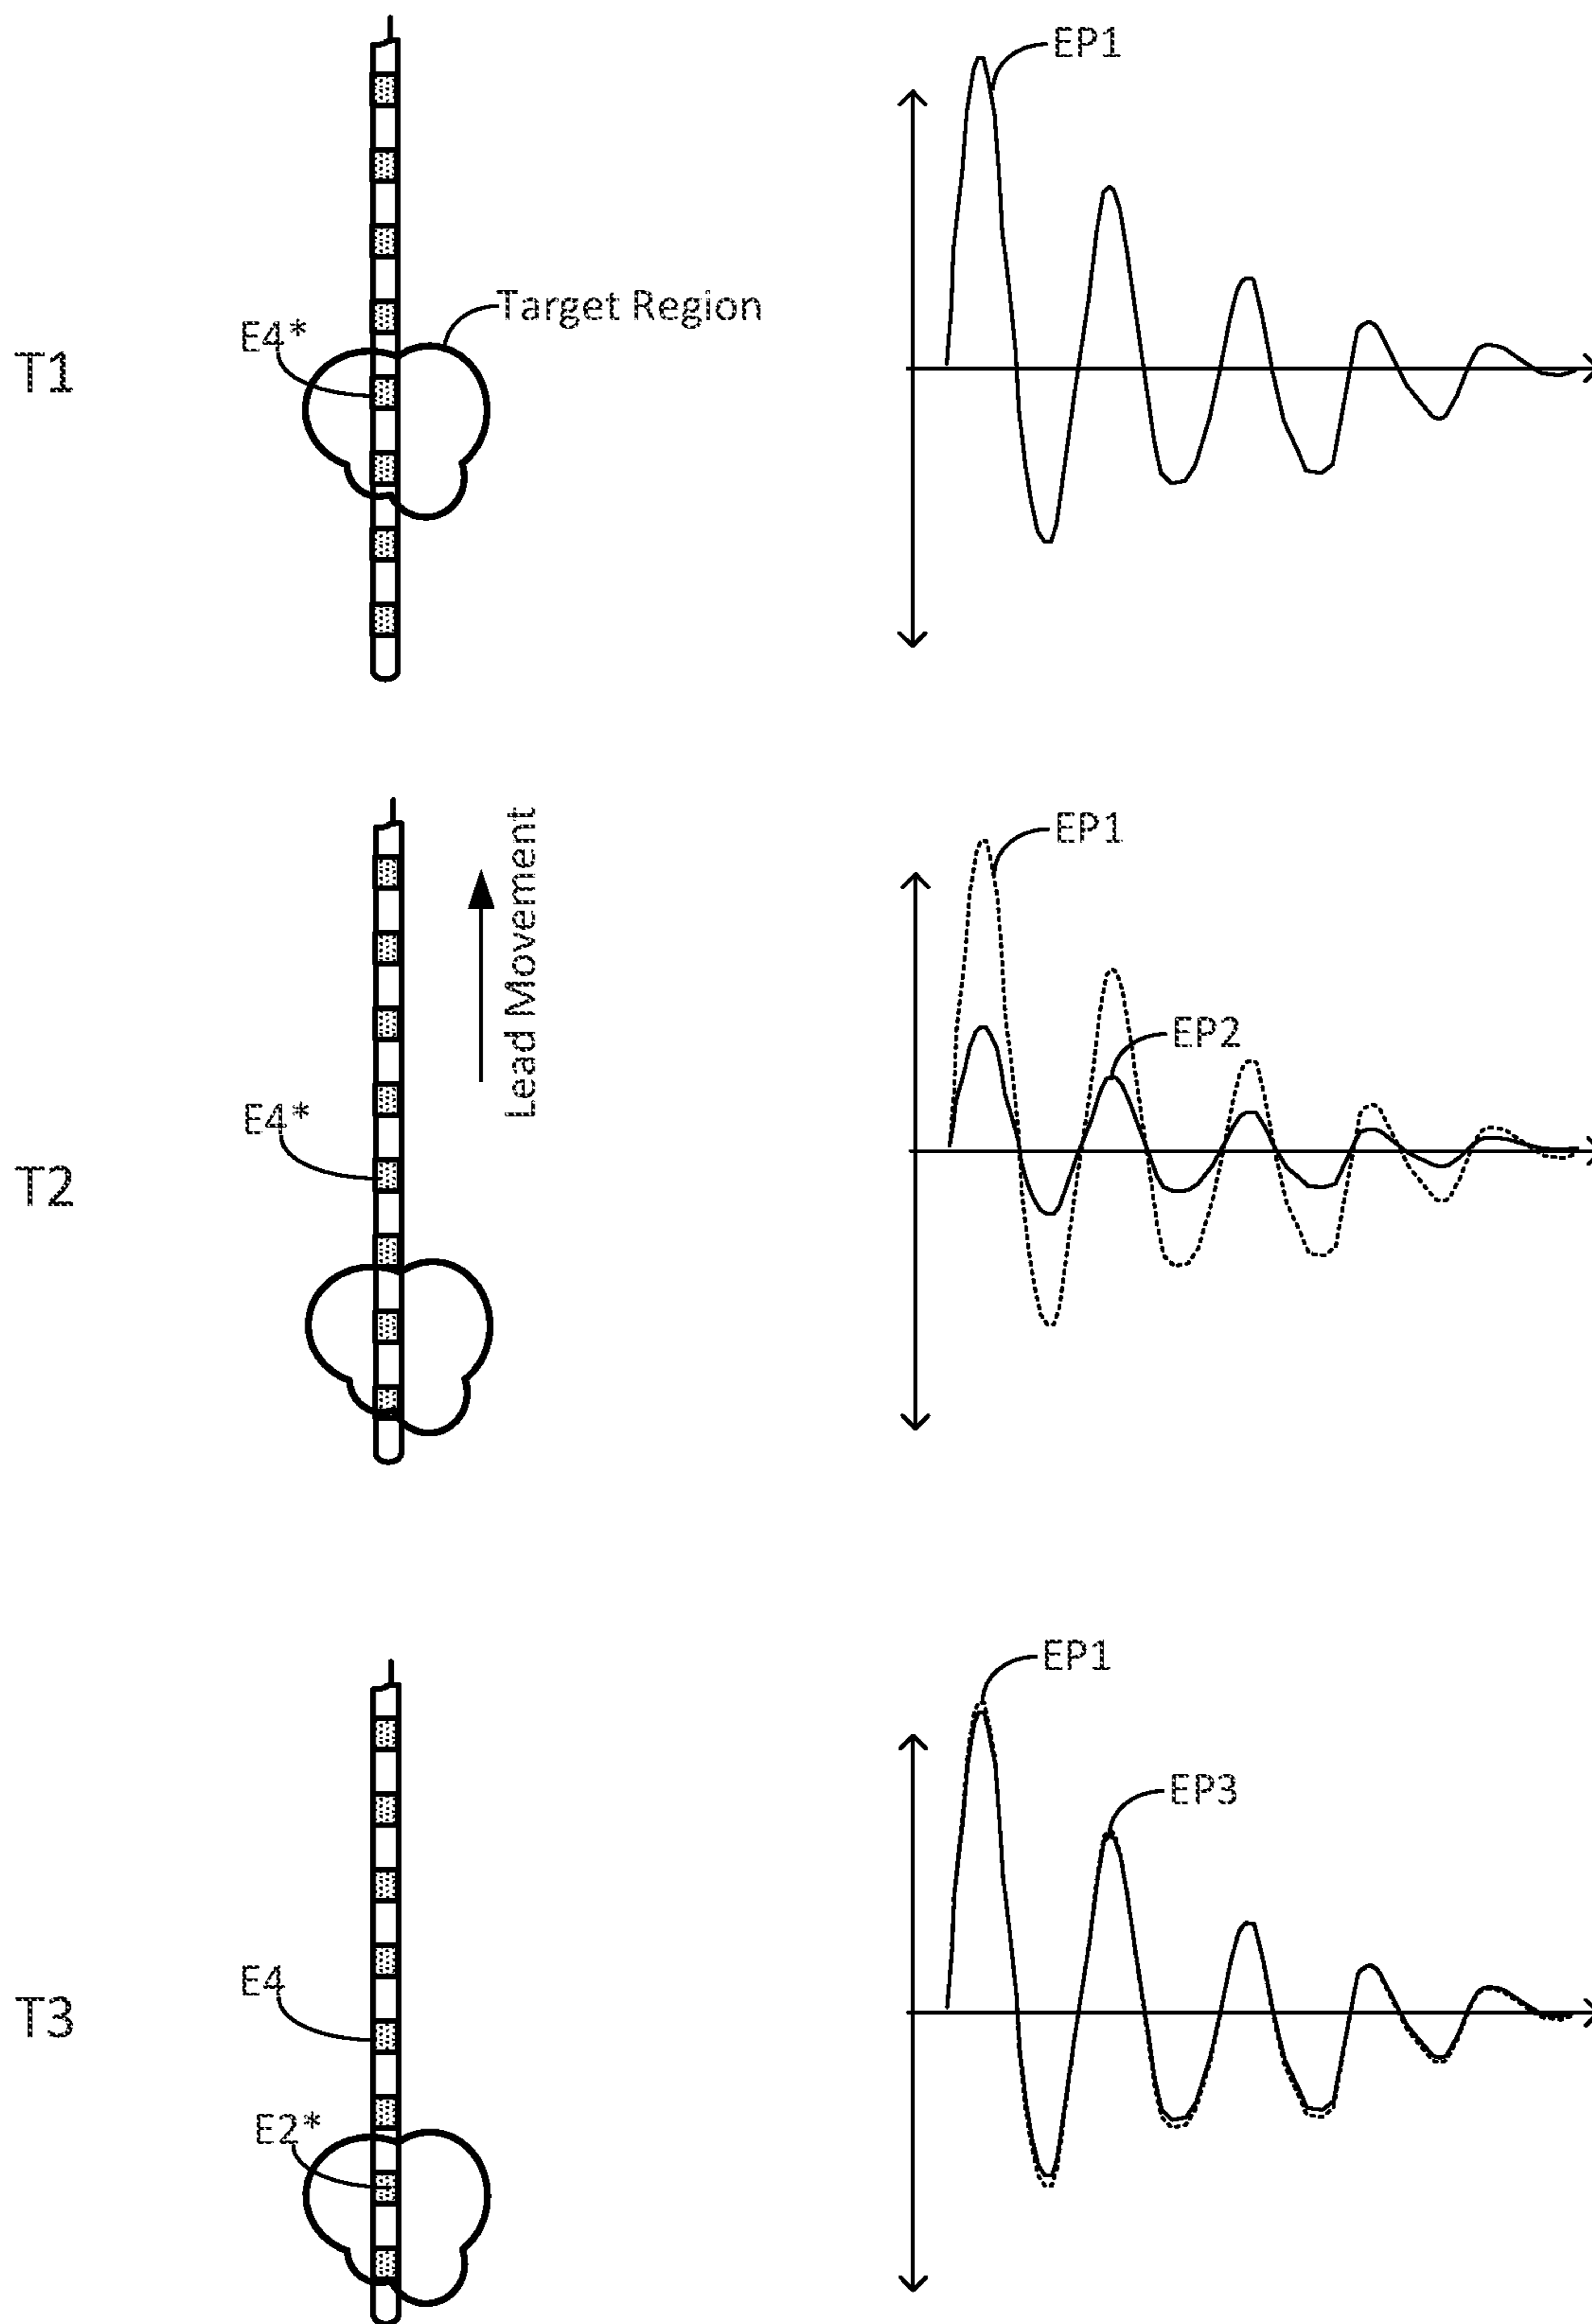 EP1
Target Region
E4*
T1
Lead Movement
EP1
EP2
E4*
T2
EP1
EP3
E4
T3
E2*